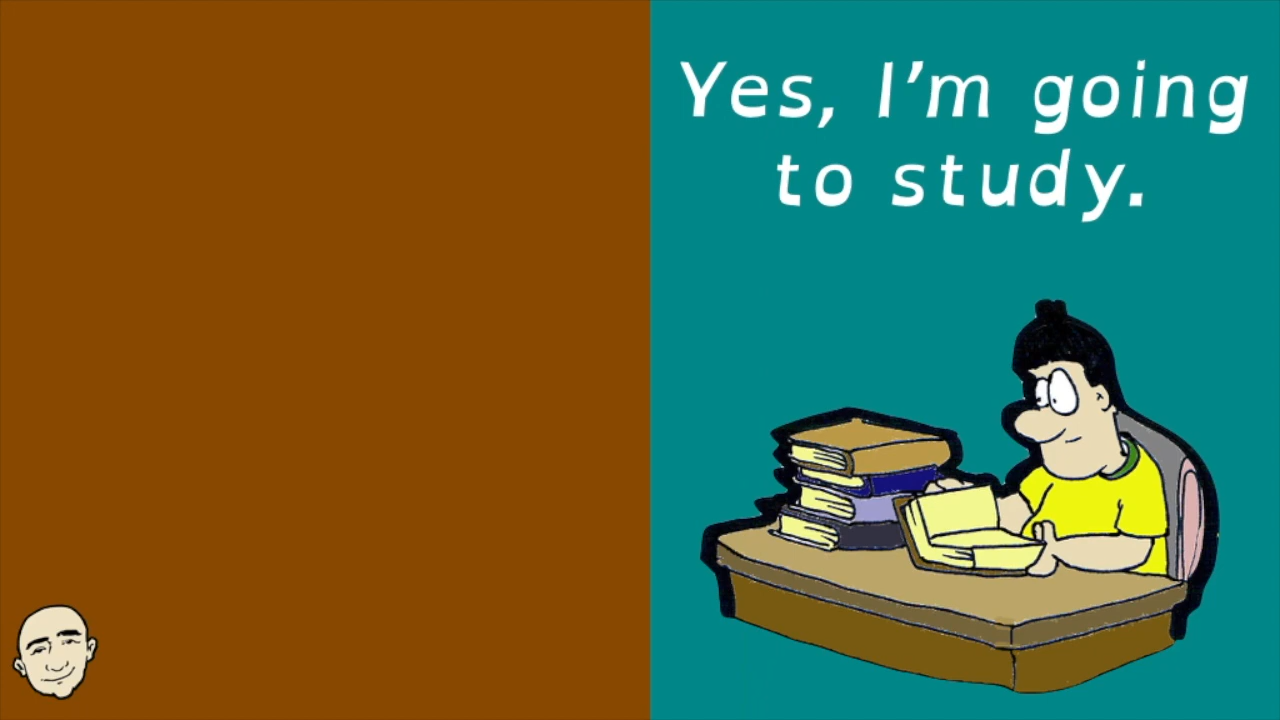 Yes, I’m going
to study.